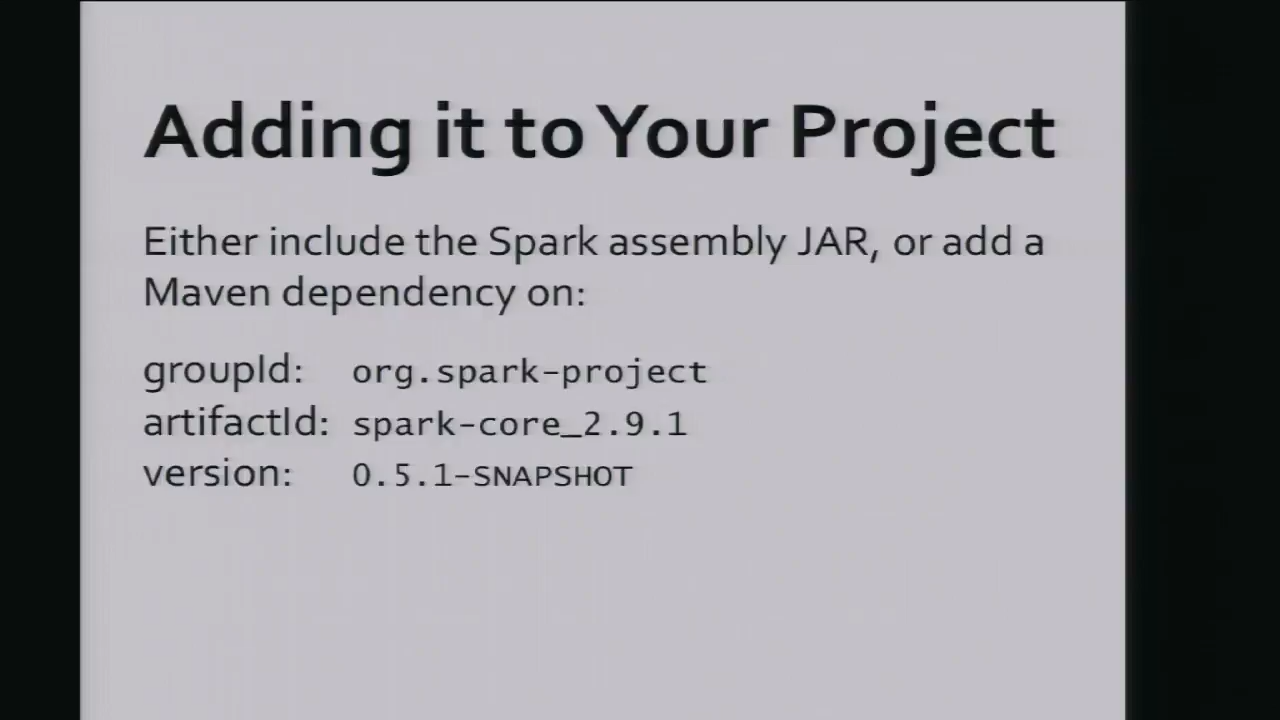 Adding it to Your Project
Either include the Spark assembly JAR, or add a
Maven dependency on:
groupId: org.spark-project
artifactId: spark-core_2.9.1
version: 0.5.1-SNAPSHOT